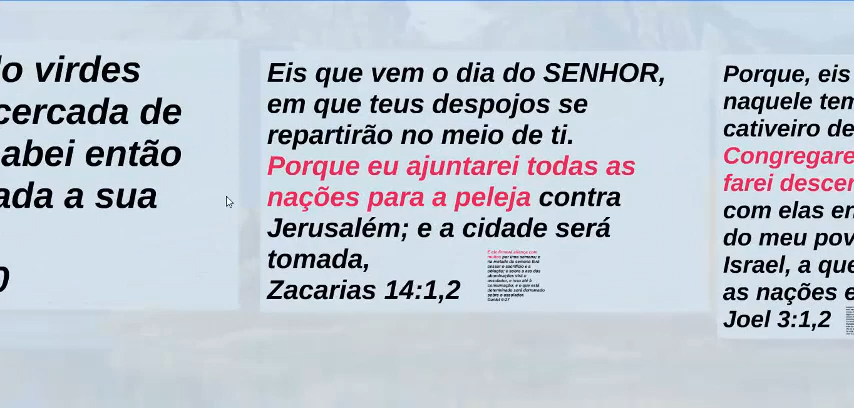 do virdes
cercada de
abei então
ada a sua
0
Eis que vem o dia do SENHOR,
em que teus despojos se
repartirão no meio de ti.
Porque eu ajuntarei todas as
nações para a peleja contra
Jerusalém; e a cidade será
tomada,
Zacarias 14:1,2
Porque, eis
naquele tem
cativeiro de
Congregare
farei descer
com elas en
do meu pov
Israel, a que
as nações e
Joel 3:1,2